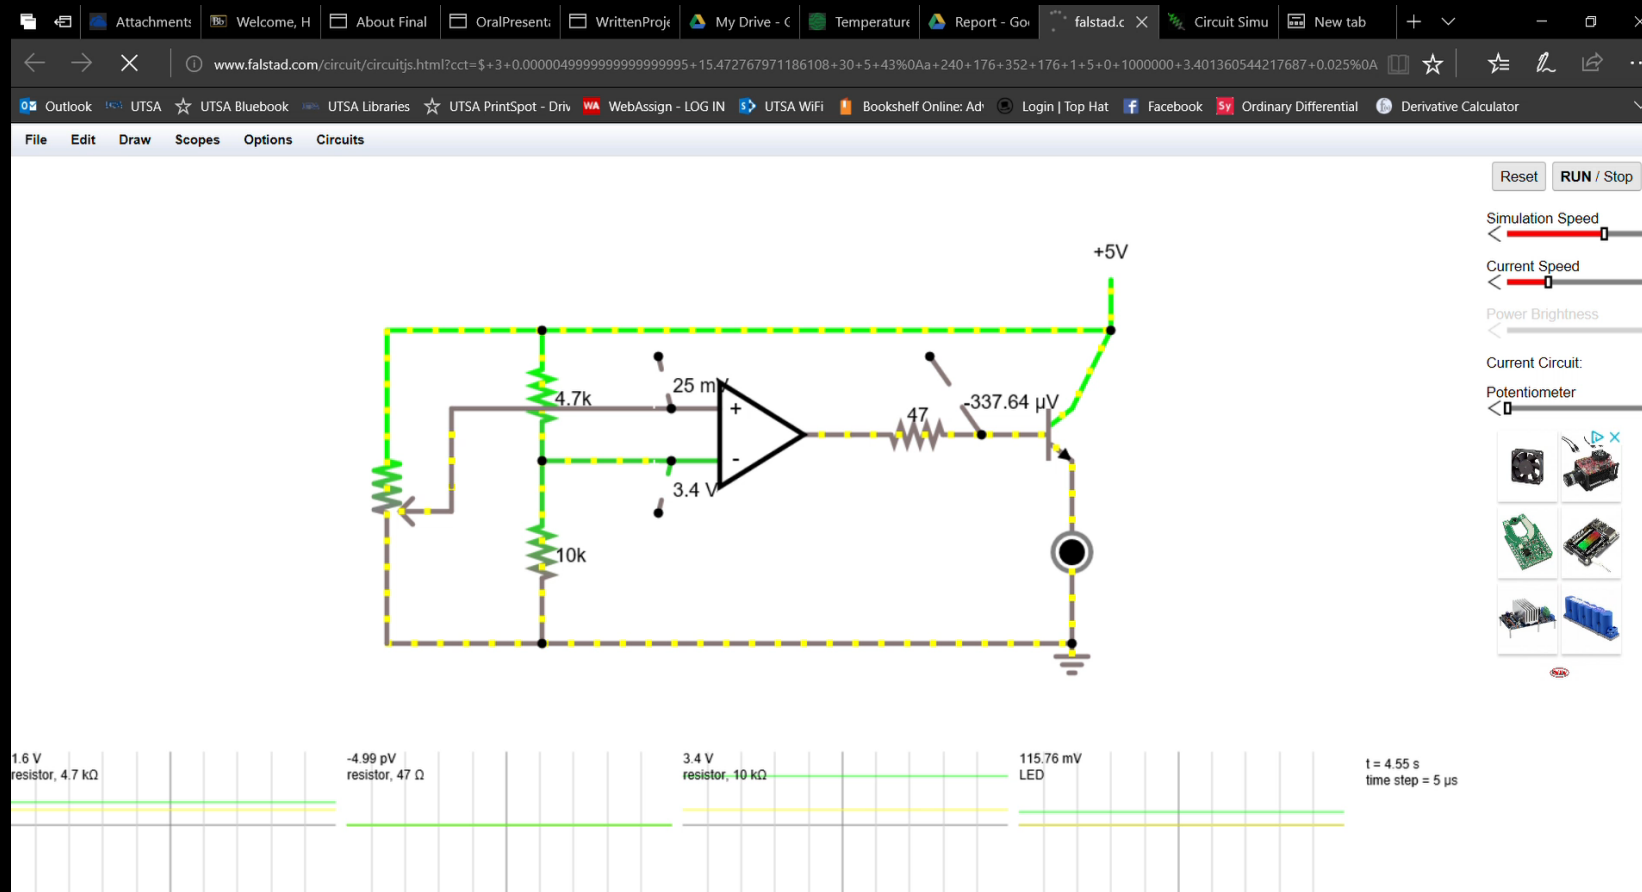 Attachments Welcome, H About Final OralPresenta WrittenProje My Drive - G Temperature Report - Goo falstad.c Circuit Simu New tab
www.falstad.com/circuit/circuitjs.html?cct=$+3+0.0000049999999999999995+15.472767971186108+30+5+43%0Aa+240+176+352+176+1+5+0+1000000+3.401360544217687+0.025%0A
Outlook UTSA UTSA Bluebook UTSA Libraries UTSA PrintSpot - Driv WA WebAssign - LOG IN UTSA WiFi Bookshelf Online: Ad Login | Top Hat Facebook Sy Ordinary Differential Derivative Calculator
File Edit Draw Scopes Options Circuits
Reset RUN / Stop
Simulation Speed
Current Speed
Power Brightness
Current Circuit:
Potentiometer
+5V
25 mV
4.7k
+
-337.64 µV
47
-
3.4 V
10k
1.6 V
resistor, 4.7 kΩ
-4.99 pV
resistor, 47 Ω
3.4 V
resistor, 10 kΩ
115.76 mV
LED
t = 4.55 s
time step = 5 µs